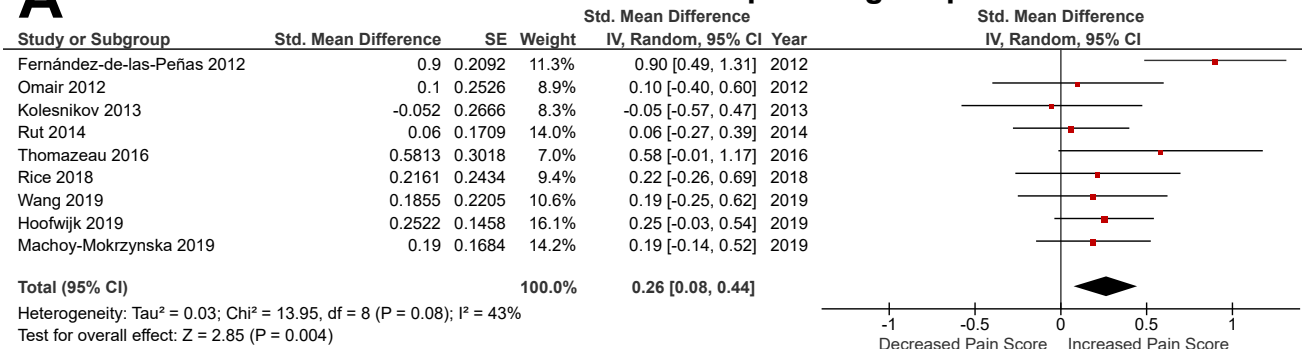 A
Std. Mean Difference Std. Mean Difference
Study or Subgroup Std. Mean Difference SE Weight IV, Random, 95% CI Year IV, Random, 95% CI
Fernández-de-las-Peñas 2012 0.9 0.2092 11.3% 0.90 [0.49, 1.31] 2012
Omair 2012 0.1 0.2526 8.9% 0.10 [-0.40, 0.60] 2012
Kolesnikov 2013 -0.052 0.2666 8.3% -0.05 [-0.57, 0.47] 2013
Rut 2014 0.06 0.1709 14.0% 0.06 [-0.27, 0.39] 2014
Thomazeau 2016 0.5813 0.3018 7.0% 0.58 [-0.01, 1.17] 2016
Rice 2018 0.2161 0.2434 9.4% 0.22 [-0.26, 0.69] 2018
Wang 2019 0.1855 0.2205 10.6% 0.19 [-0.25, 0.62] 2019
Hoofwijk 2019 0.2522 0.1458 16.1% 0.25 [-0.03, 0.54] 2019
Machoy-Mokrzynska 2019 0.19 0.1684 14.2% 0.19 [-0.14, 0.52] 2019
Total (95% CI) 100.0% 0.26 [0.08, 0.44]
Heterogeneity: Tau² = 0.03; Chi² = 13.95, df = 8 (P = 0.08); I² = 43%
Test for overall effect: Z = 2.85 (P = 0.004)
-1 -0.5 0 0.5 1
Decreased Pain Score Increased Pain Score